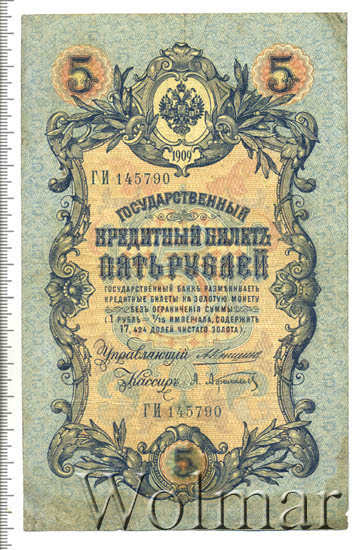 5 5
1909
ГИ 145790
ГОСУДАРСТВЕННЫЙ
КРЕДИТНЫЙ БИЛЕТЪ
ПЯТЬ РУБЛЕЙ
ГОСУДАРСТВЕННЫЙ БАНКЪ РАЗМѢНИВАЕТЪ
КРЕДИТНЫЕ БИЛЕТЫ НА ЗОЛОТУЮ МОНЕТУ
БЕЗЪ ОГРАНИЧЕНІЯ СУММЫ
(1 РУБЛЬ = 1/15 ИМПЕРІАЛА, СОДЕРЖИТЪ
17,424 ДОЛЕЙ ЧИСТАГО ЗОЛОТА).
Управляющій
Кассиръ
ГИ 145790
5
Wolmar